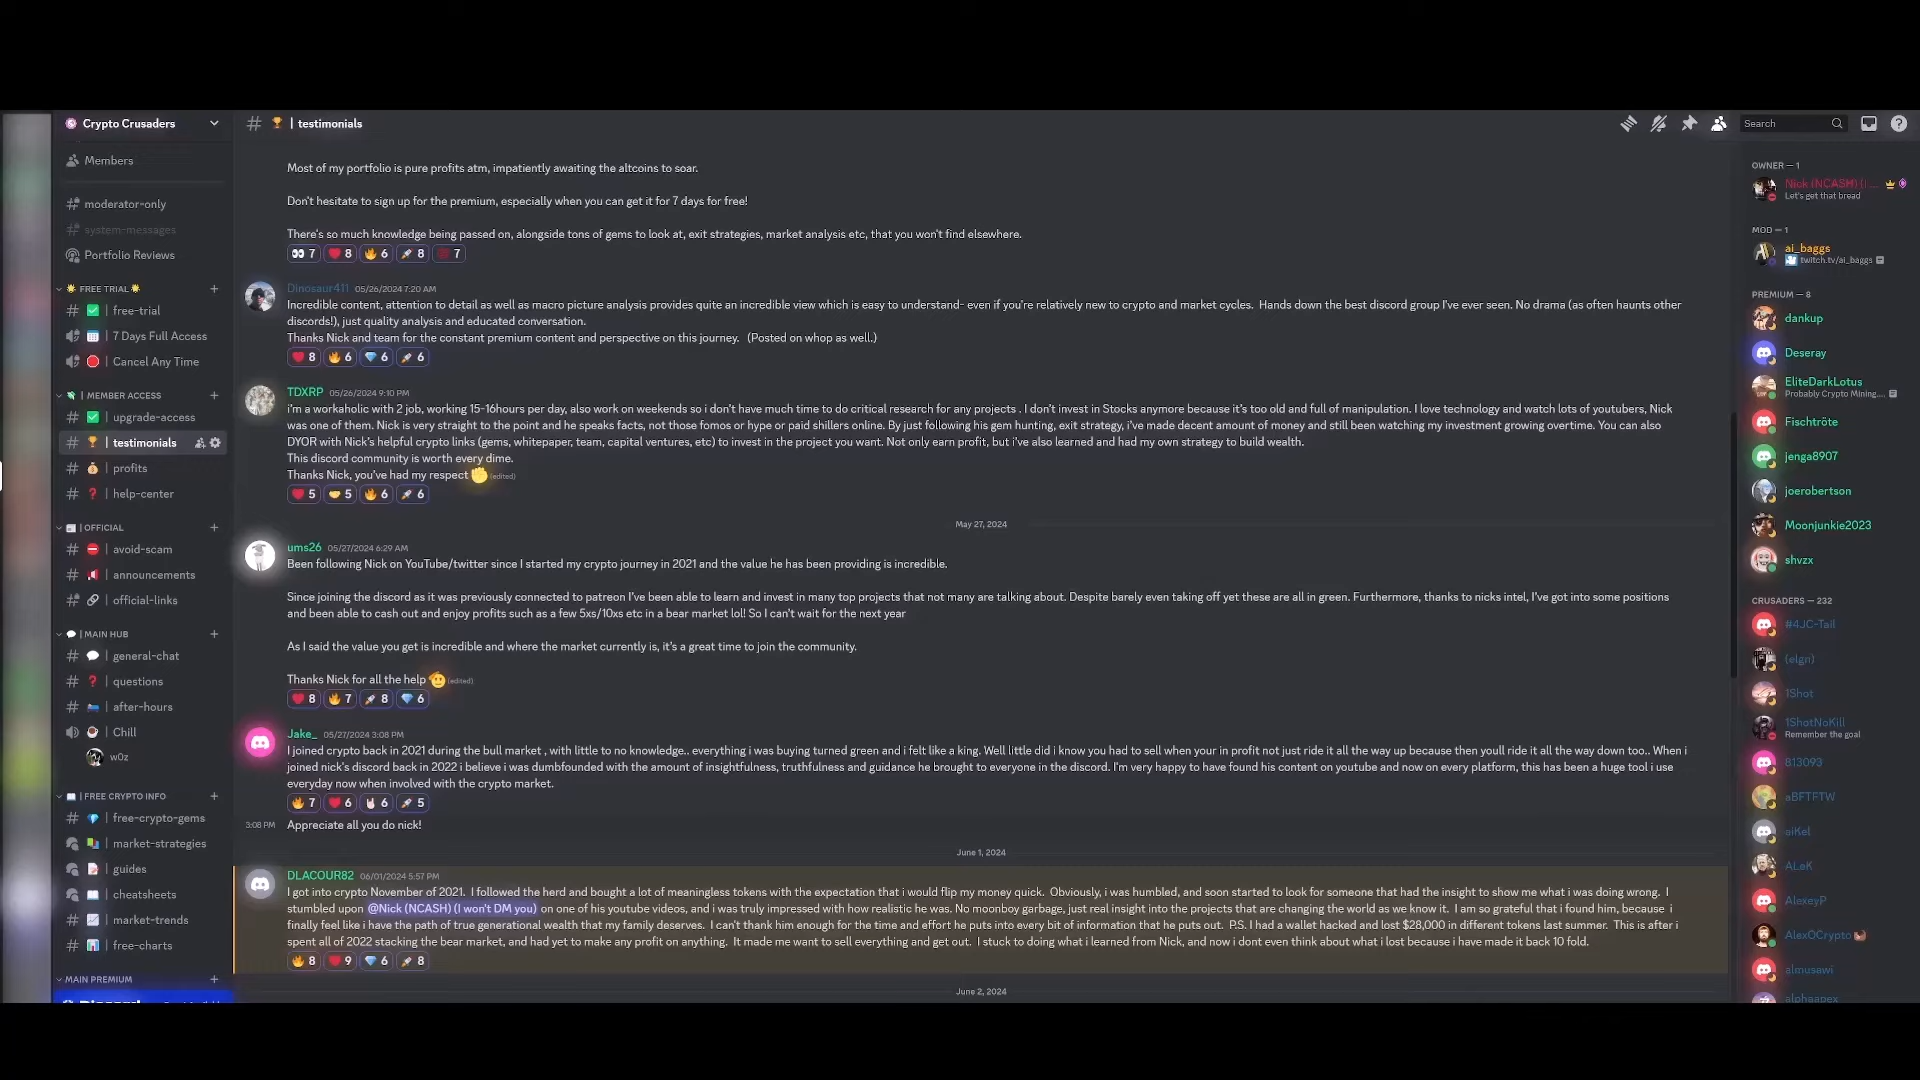 Crypto Crusaders
Members
moderator-only
system-messages
Portfolio Reviews
FREE TRIAL
| free-trial
| 7 Days Full Access
| Cancel Any Time
MEMBER ACCESS
| upgrade-access
| testimonials
| profits
| help-center
| OFFICIAL
| avoid-scam
| announcements
| official-links
| MAIN HUB
| general-chat
| questions
| after-hours
| Chill
w0z
| FREE CRYPTO INFO
| free-crypto-gems
| market-strategies
| guides
| cheatsheets
| market-trends
| free-charts
MAIN PREMIUM
# | testimonials
Search
Most of my portfolio is pure profits atm, impatiently awaiting the altcoins to soar.
Don't hesitate to sign up for the premium, especially when you can get it for 7 days for free!
There's so much knowledge being passed on, alongside tons of gems to look at, exit strategies, market analysis etc, that you won't find elsewhere.
7 8 6 8 7
Dinosaur411 05/26/2024 7:20 AM
Incredible content, attention to detail as well as macro picture analysis provides quite an incredible view which is easy to understand- even if you're relatively new to crypto and market cycles. Hands down the best discord group I've ever seen. No drama (as often haunts other
discords!), just quality analysis and educated conversation.
Thanks Nick and team for the constant premium content and perspective on this journey. (Posted on whop as well.)
8 6 6 6
TDXRP 05/26/2024 9:10 PM
i'm a workaholic with 2 job, working 15-16hours per day, also work on weekends so i don't have much time to do critical research for any projects . I don't invest in Stocks anymore because it's too old and full of manipulation. I love technology and watch lots of youtubers, Nick
was one of them. Nick is very straight to the point and he speaks facts, not those fomos or hype or paid shillers online. By just following his gem hunting, exit strategy, i've made decent amount of money and still been watching my investment growing overtime. You can also
DYOR with Nick's helpful crypto links (gems, whitepaper, team, capital ventures, etc) to invest in the project you want. Not only earn profit, but i've also learned and had my own strategy to build wealth.
This discord community is worth every dime.
Thanks Nick, you've had my respect (edited)
5 5 6 6
May 27, 2024
ums26 05/27/2024 6:29 AM
Been following Nick on YouTube/twitter since I started my crypto journey in 2021 and the value he has been providing is incredible.
Since joining the discord as it was previously connected to patreon I've been able to learn and invest in many top projects that not many are talking about. Despite barely even taking off yet these are all in green. Furthermore, thanks to nicks intel, I've got into some positions
and been able to cash out and enjoy profits such as a few 5xs/10xs etc in a bear market lol! So I can't wait for the next year
As I said the value you get is incredible and where the market currently is, it's a great time to join the community.
Thanks Nick for all the help (edited)
8 7 8 6
Jake_ 05/27/2024 3:08 PM
I joined crypto back in 2021 during the bull market , with little to no knowledge.. everything i was buying turned green and i felt like a king. Well little did i know you had to sell when your in profit not just ride it all the way up because then youll ride it all the way down too.. When i
joined nick's discord back in 2022 i believe i was dumbfounded with the amount of insightfulness, truthfulness and guidance he brought to everyone in the discord. I'm very happy to have found his content on youtube and now on every platform, this has been a huge tool i use
everyday now when involved with the crypto market.
7 6 6 5
3:08 PM Appreciate all you do nick!
June 1, 2024
DLACOUR82 06/01/2024 5:57 PM
I got into crypto November of 2021. I followed the herd and bought a lot of meaningless tokens with the expectation that i would flip my money quick. Obviously, i was humbled, and soon started to look for someone that had the insight to show me what i was doing wrong. I
stumbled upon @Nick (NCASH) (I won't DM you) on one of his youtube videos, and i was truly impressed with how realistic he was. No moonboy garbage, just real insight into the projects that are changing the world as we know it. I am so grateful that i found him, because i
finally feel like i have the path of true generational wealth that my family deserves. I can't thank him enough for the time and effort he puts into every bit of information that he puts out. P.S. I had a wallet hacked and lost $28,000 in different tokens last summer. This is after i
spent all of 2022 stacking the bear market, and had yet to make any profit on anything. It made me want to sell everything and get out. I stuck to doing what i learned from Nick, and now i dont even think about what i lost because i have made it back 10 fold.
8 9 6 8
June 2, 2024
OWNER — 1
Nick (NCASH) (I ...
Let's get that bread
MOD — 1
ai_baggs
twitch.tv/ai_baggs
PREMIUM — 8
dankup
Deseray
EliteDarkLotus
Probably Crypto Mining....
Fischtröte
jenga8907
joerobertson
Moonjunkie2023
shvzx
CRUSADERS — 232
#4JC-Tail
(elgn)
1Shot
1ShotNoKill
Remember the goal
813093
aBFTFTW
aiKel
ALeK
AlexeyP
AlexOCrypto
almusawi
alphaapex